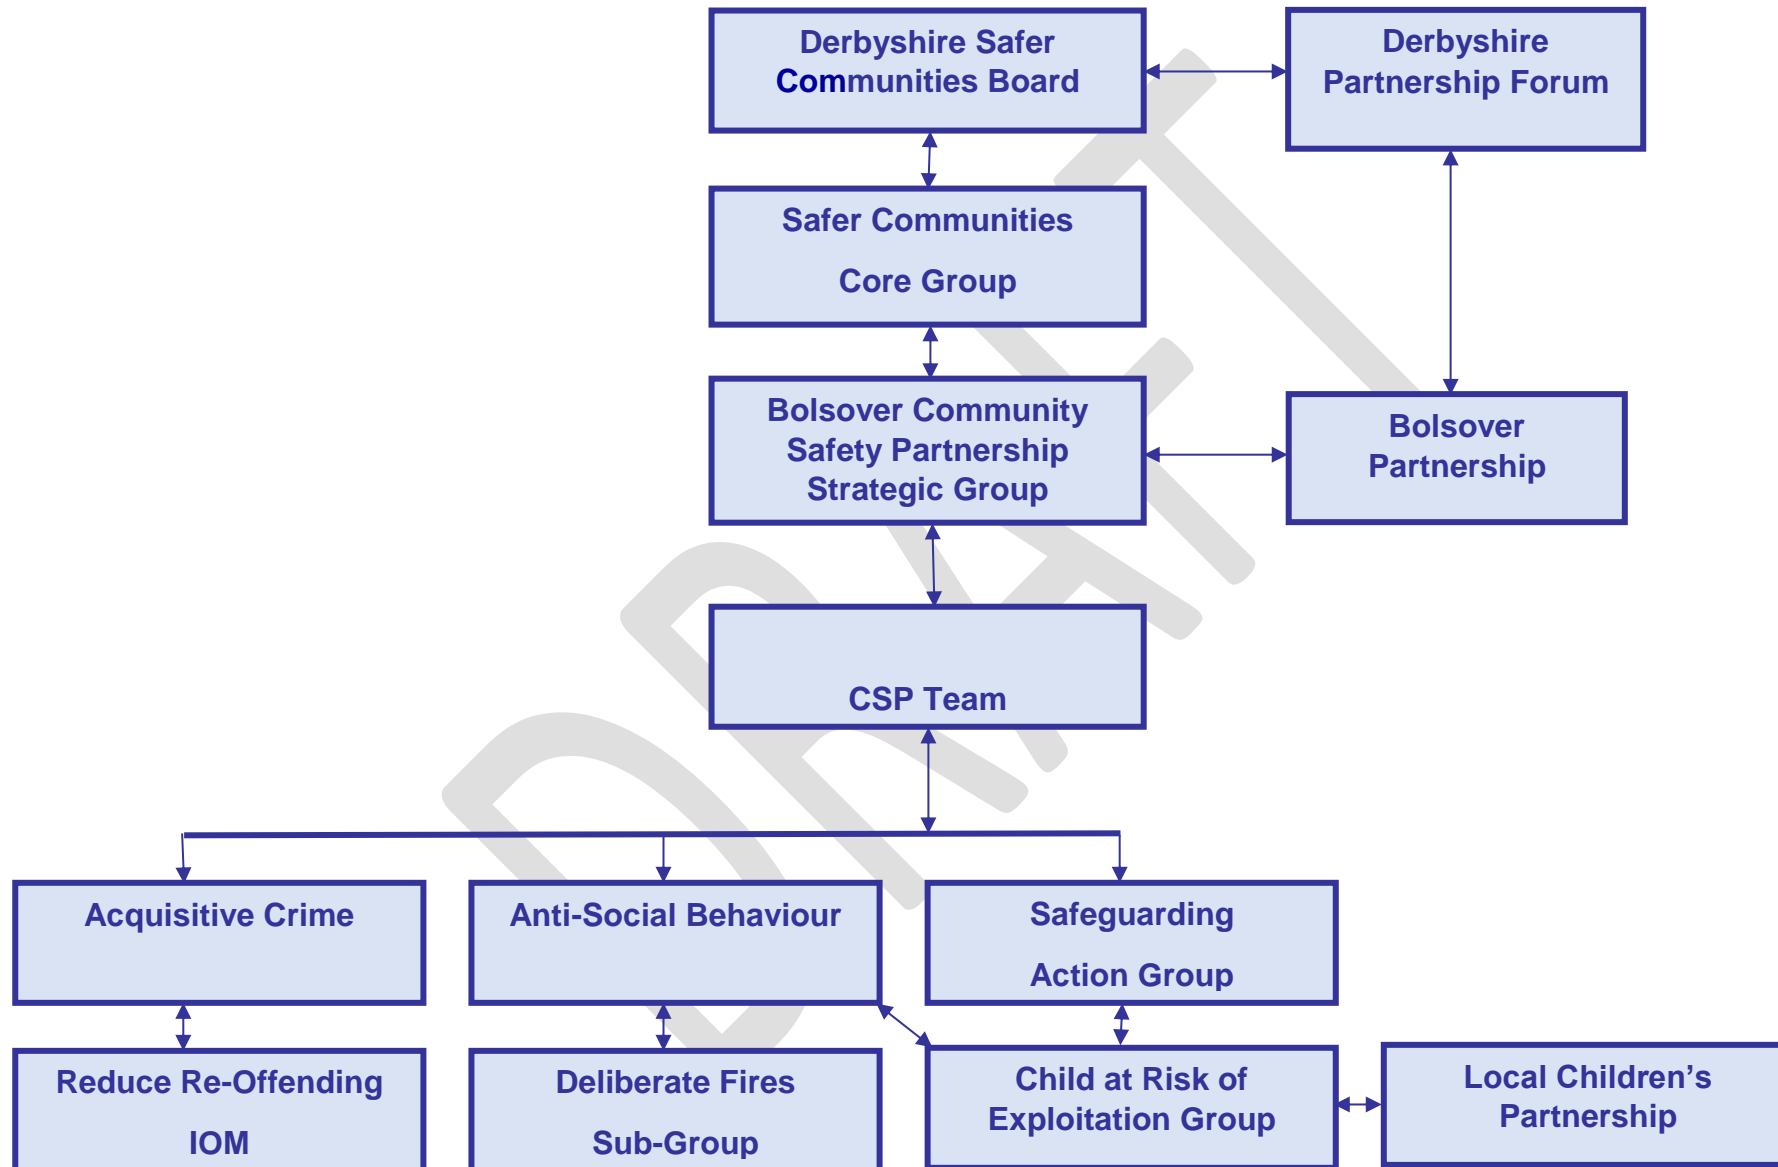 Derbyshire Safer
Communities Board
Derbyshire
Partnership Forum
Safer Communities
Core Group
Bolsover Community
Safety Partnership
Strategic Group
Bolsover
Partnership
CSP Team
Acquisitive Crime
Anti-Social Behaviour
Safeguarding
Action Group
Reduce Re-Offending
IOM
Deliberate Fires
Sub-Group
Child at Risk of
Exploitation Group
Local Children’s
Partnership
DRAFT